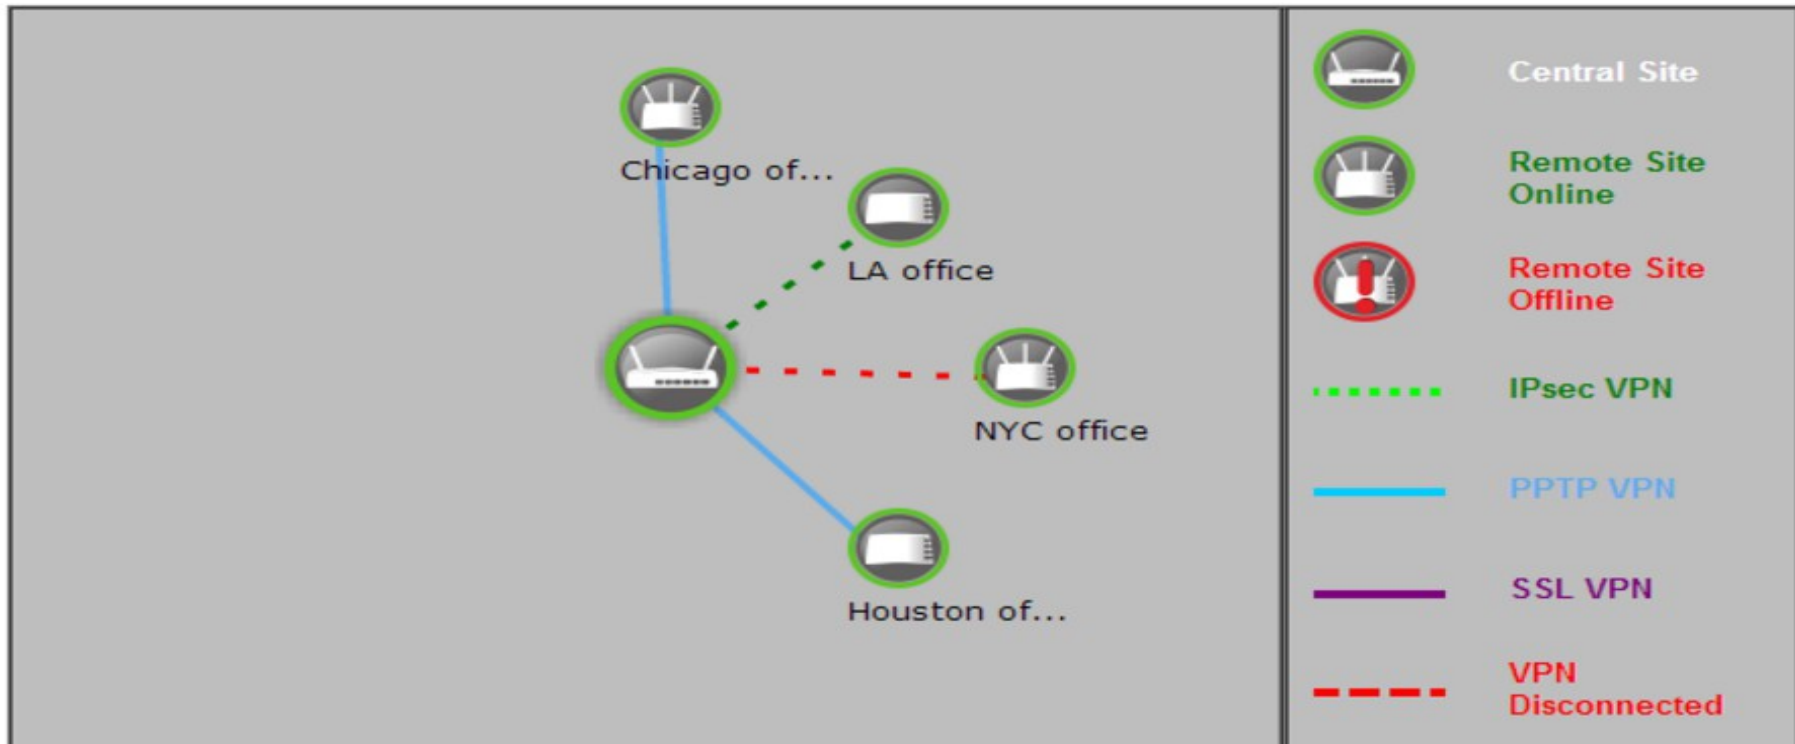 Chicago of...
LA office
NYC office
Houston of...
Central Site
Remote Site
Online
Remote Site
Offline
IPsec VPN
PPTP VPN
SSL VPN
VPN
Disconnected